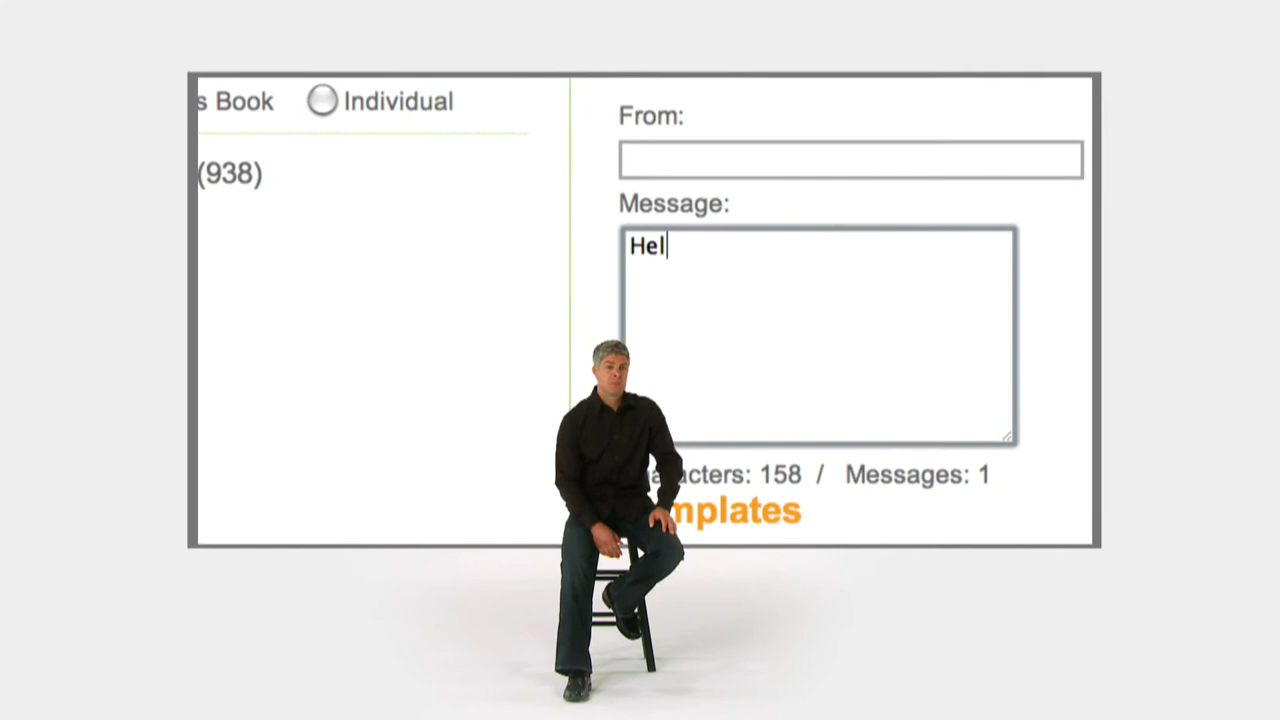 s Book Individual
(938)
From:
Message:
Hel
acters: 158 / Messages: 1
mplates